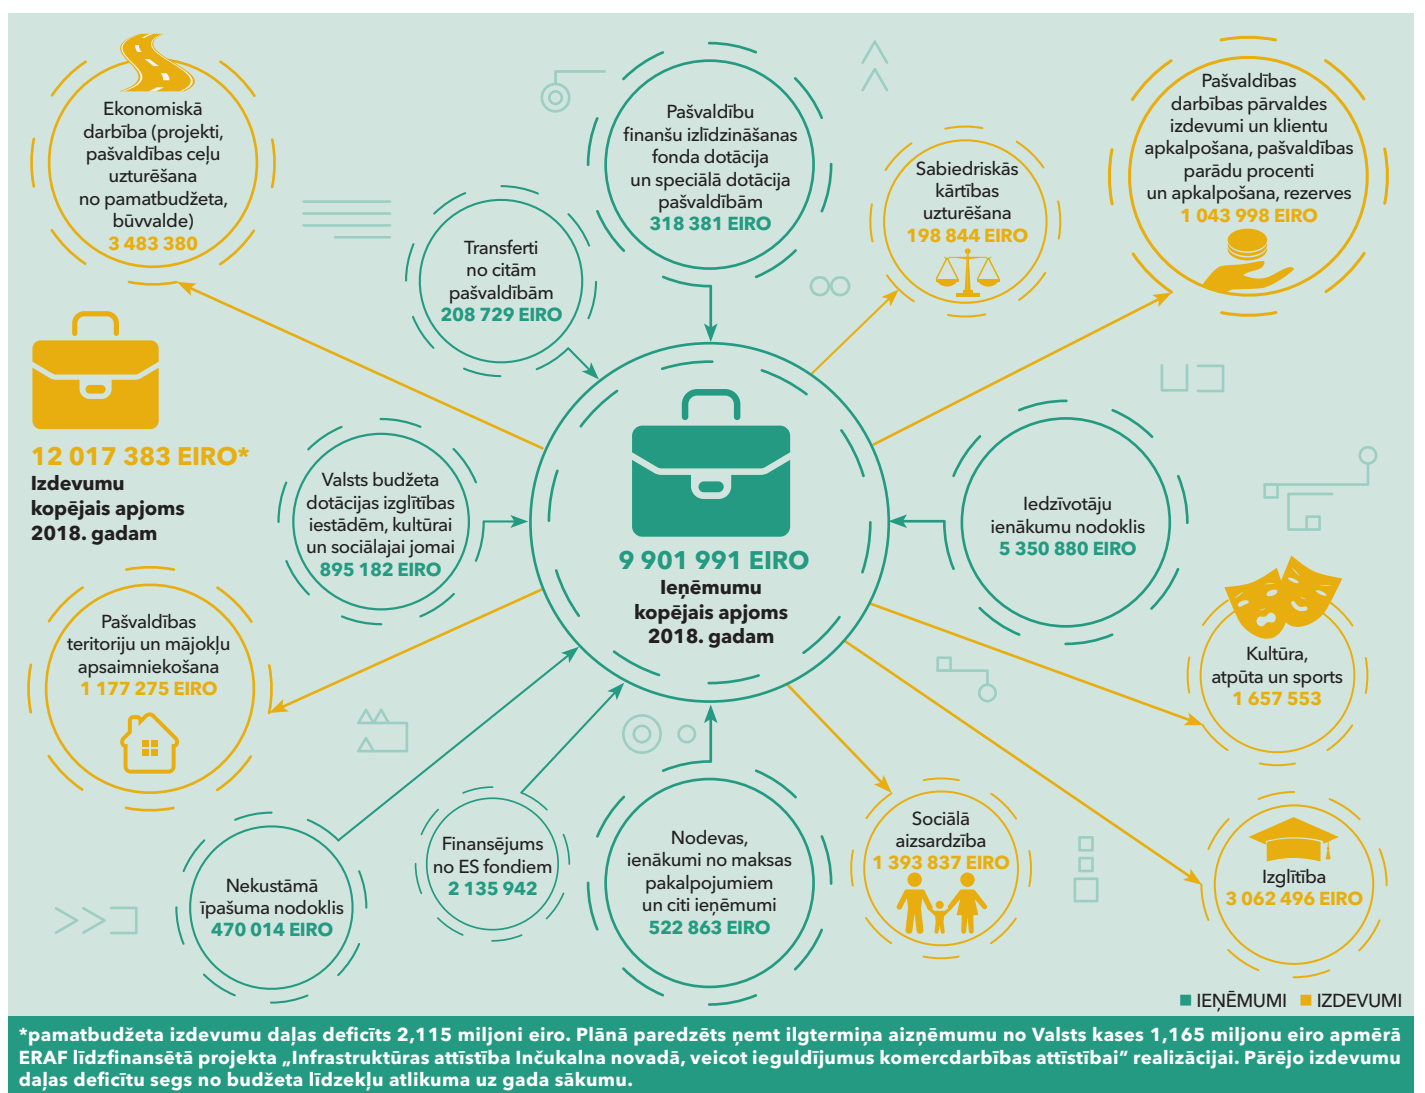 Ekonomiskā
darbība (projekti,
pašvaldības ceļu
uzturēšana
no pamatbudžeta,
būvvalde)
3 483 380
Transferti
no citām
pašvaldībām
208 729 EIRO
Pašvaldību
finanšu izlīdzināšanas
fonda dotācija
un speciālā dotācija
pašvaldībām
318 381 EIRO
Sabiedriskās
kārtības
uzturēšana
198 844 EIRO
Pašvaldības
darbības pārvaldes
izdevumi un klientu
apkalpošana, pašvaldības
parādu procenti
un apkalpošana, rezerves
1 043 998 EIRO
12 017 383 EIRO*
Izdevumu
kopējais apjoms
2018. gadam
Valsts budžeta
dotācijas izglītības
iestādēm, kultūrai
un sociālajai jomai
895 182 EIRO
9 901 991 EIRO
Ieņēmumu
kopējais apjoms
2018. gadam
Iedzīvotāju
ienākumu nodoklis
5 350 880 EIRO
Pašvaldības
teritoriju un mājokļu
apsaimniekošana
1 177 275 EIRO
Kultūra,
atpūta un sports
1 657 553
Nekustāmā
īpašuma nodoklis
470 014 EIRO
Finansējums
no ES fondiem
2 135 942
Nodevas,
ienākumi no maksas
pakalpojumiem
un citi ieņēmumi
522 863 EIRO
Sociālā
aizsardzība
1 393 837 EIRO
Izglītība
3 062 496 EIRO
IEŅĒMUMI IZDEVUMI
*pamatbudžeta izdevumu daļas deficīts 2,115 miljoni eiro. Plānā paredzēts ņemt ilgtermiņa aizņēmumu no Valsts kases 1,165 miljonu eiro apmērā
ERAF līdzfinansētā projekta „Infrastruktūras attīstība Inčukalna novadā, veicot ieguldījumus komercdarbības attīstībai” realizācijai. Pārējo izdevumu
daļas deficītu segs no budžeta līdzekļu atlikuma uz gada sākumu.